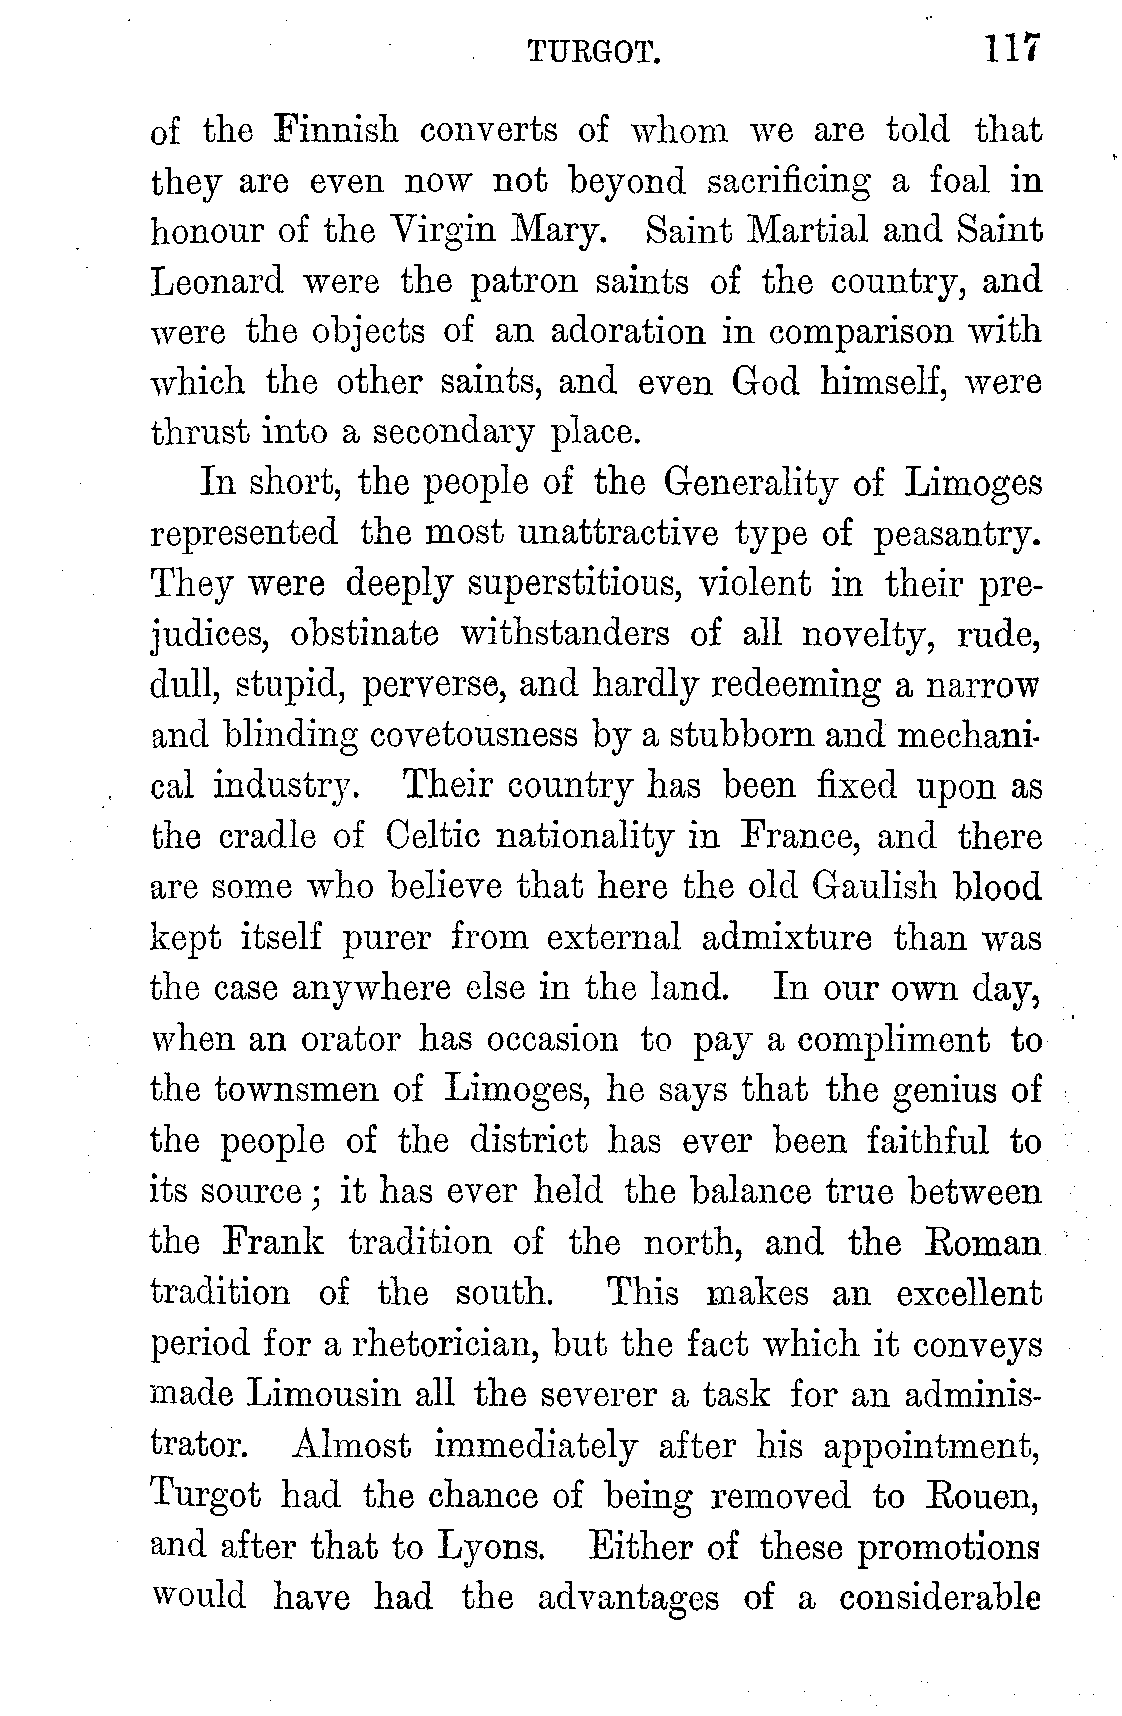 TURGOT. 117
of the Finnish converts of whom we are told that
they are even now not beyond sacrificing a foal in
honour of the Virgin Mary. Saint Martial and Saint
Leonard were the patron saints of the country, and
were the objects of an adoration in comparison with
which the other saints, and even God himself, were
thrust into a secondary place.
In short, the people of the Generality of Limoges
represented the most unattractive type of peasantry.
They were deeply superstitious, violent in their pre-
judices, obstinate withstanders of all novelty, rude,
dull, stupid, perverse, and hardly redeeming a narrow
and blinding covetousness by a stubborn and mechani-
cal industry. Their country has been fixed upon as
the cradle of Celtic nationality in France, and there
are some who believe that here the old Gaulish blood
kept itself purer from external admixture than was
the case anywhere else in the land. In our own day,
when an orator has occasion to pay a compliment to
the townsmen of Limoges, he says that the genius of
the people of the district has ever been faithful to
its source; it has ever held the balance true between
the Frank tradition of the north, and the Roman
tradition of the south. This makes an excellent
period for a rhetorician, but the fact which it conveys
made Limousin all the severer a task for an adminis-
trator. Almost immediately after his appointment,
Turgot had the chance of being removed to Rouen,
and after that to Lyons. Either of these promotions
would have had the advantages of a considerable